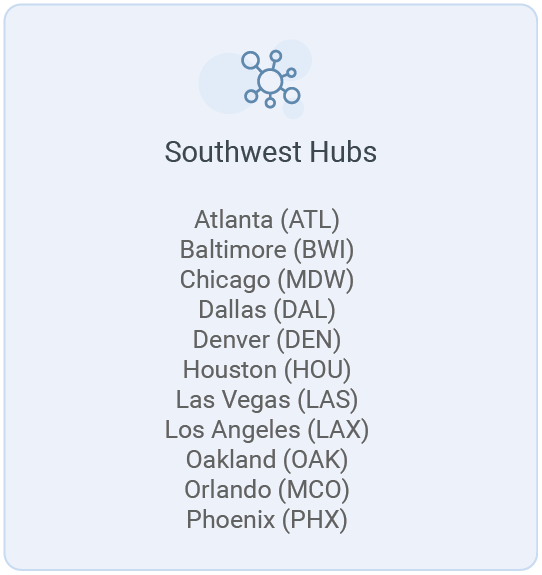 Southwest Hubs
Atlanta (ATL)
Baltimore (BWI)
Chicago (MDW)
Dallas (DAL)
Denver (DEN)
Houston (HOU)
Las Vegas (LAS)
Los Angeles (LAX)
Oakland (OAK)
Orlando (MCO)
Phoenix (PHX)